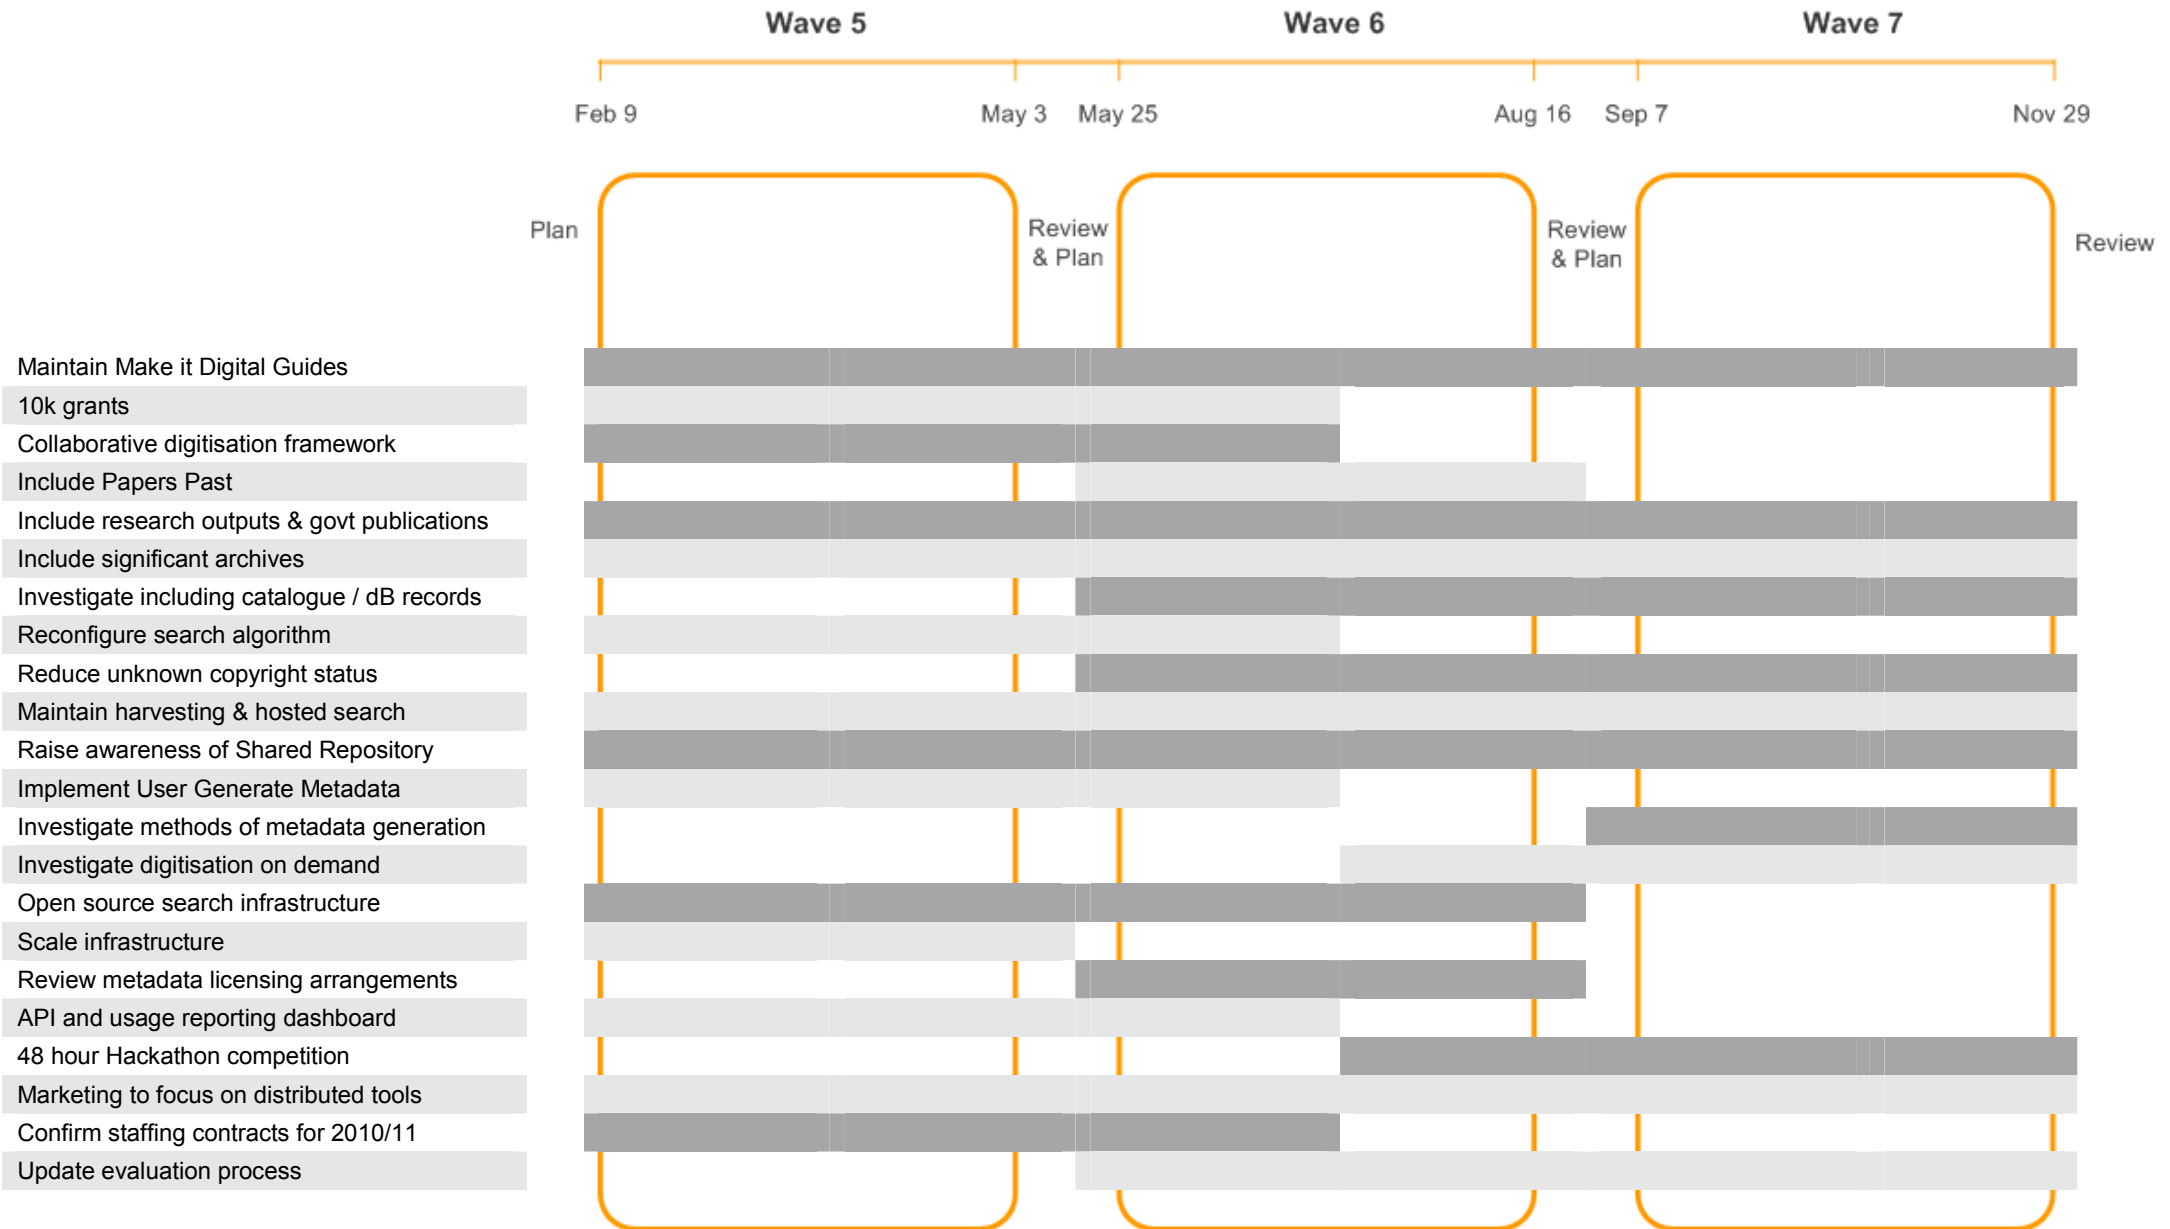 Wave 5 Wave 6 Wave 7
Feb 9 May 3 May 25 Aug 16 Sep 7 Nov 29
Plan
Review
& Plan
Review
& Plan
Review
Maintain Make it Digital Guides
10k grants
Collaborative digitisation framework
Include Papers Past
Include research outputs & govt publications
Include significant archives
Investigate including catalogue / dB records
Reconfigure search algorithm
Reduce unknown copyright status
Maintain harvesting & hosted search
Raise awareness of Shared Repository
Implement User Generate Metadata
Investigate methods of metadata generation
Investigate digitisation on demand
Open source search infrastructure
Scale infrastructure
Review metadata licensing arrangements
API and usage reporting dashboard
48 hour Hackathon competition
Marketing to focus on distributed tools
Confirm staffing contracts for 2010/11
Update evaluation process